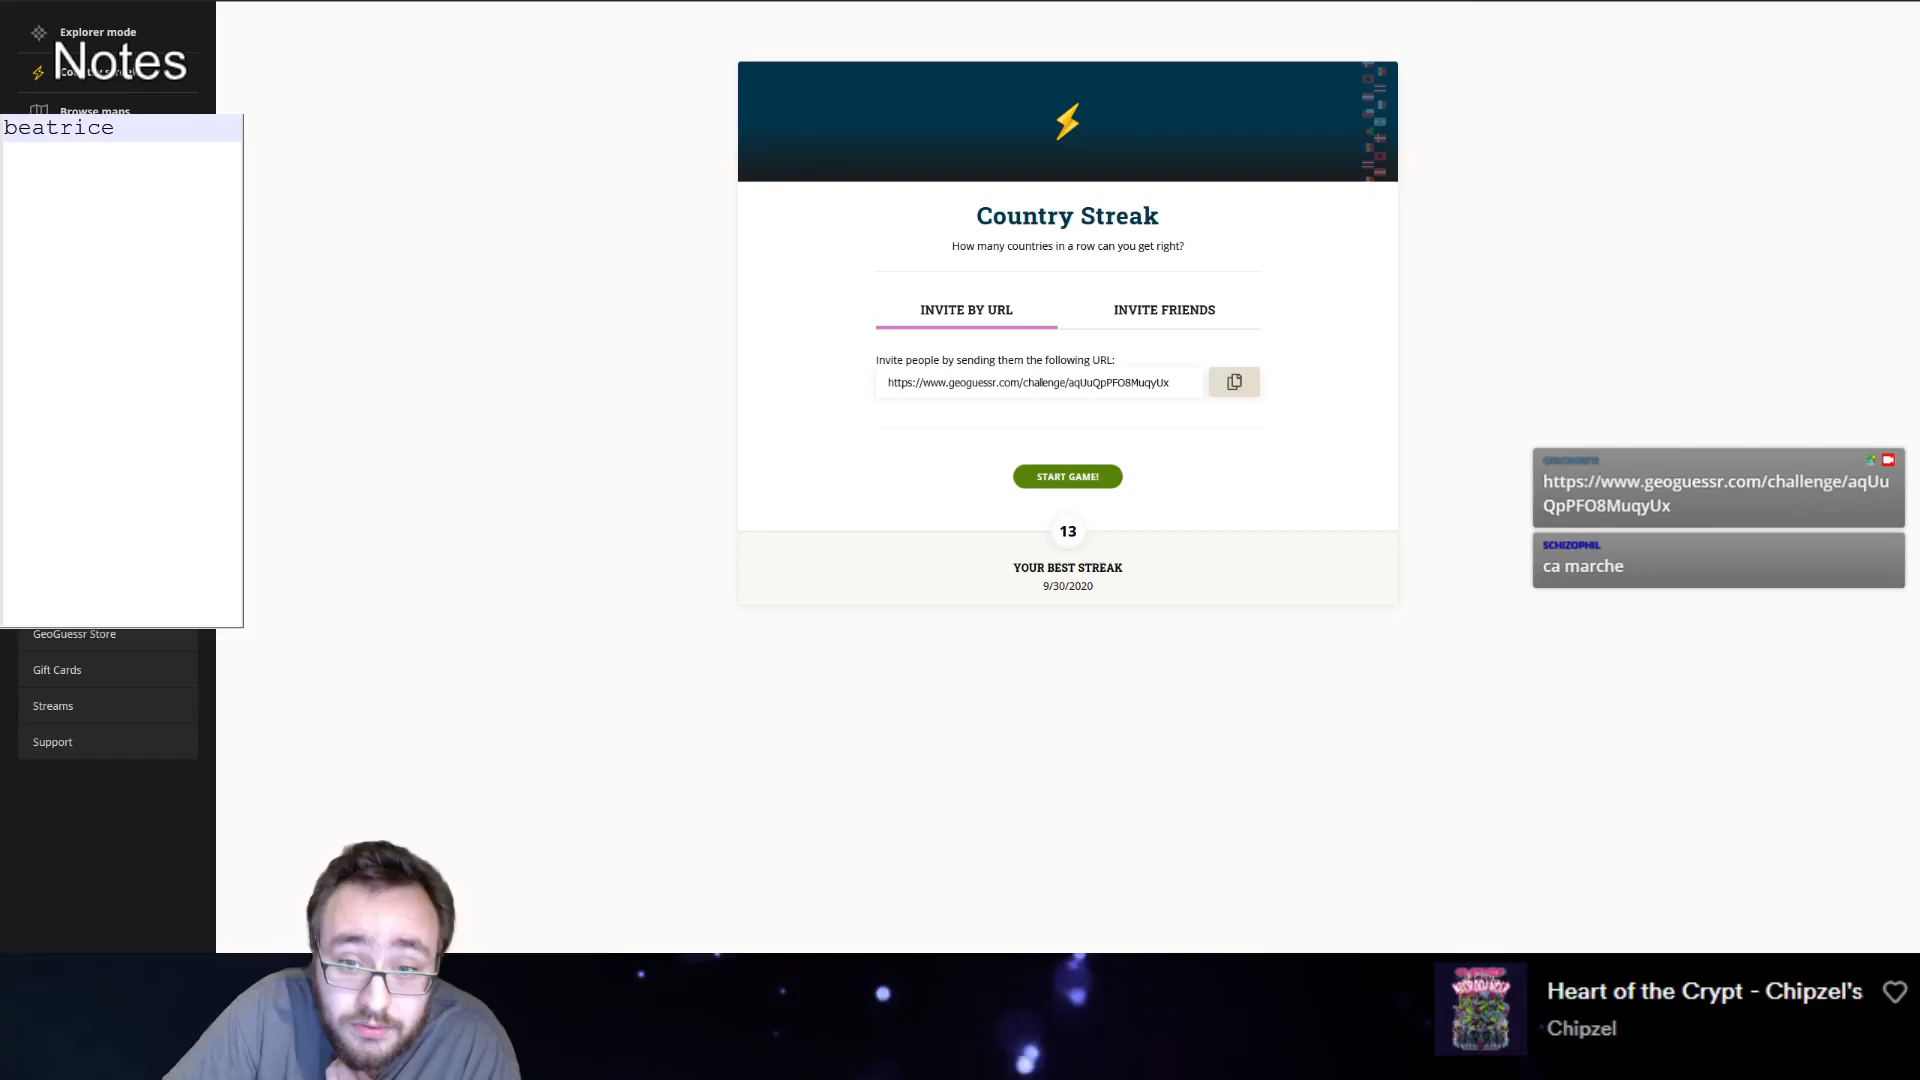 Explorer mode
Notes
Browse maps
beatrice
GeoGuessr Store
Gift Cards
Streams
Support
Country Streak
How many countries in a row can you get right?
INVITE BY URL
INVITE FRIENDS
Invite people by sending them the following URL:
https://www.geoguessr.com/challenge/aqUuQpPFO8MuqyUx
START GAME!
13
YOUR BEST STREAK
9/30/2020
https://www.geoguessr.com/challenge/aqUu
QpPFO8MuqyUx
SCHIZOPHIL
ca marche
Heart of the Crypt - Chipzel's
Chipzel